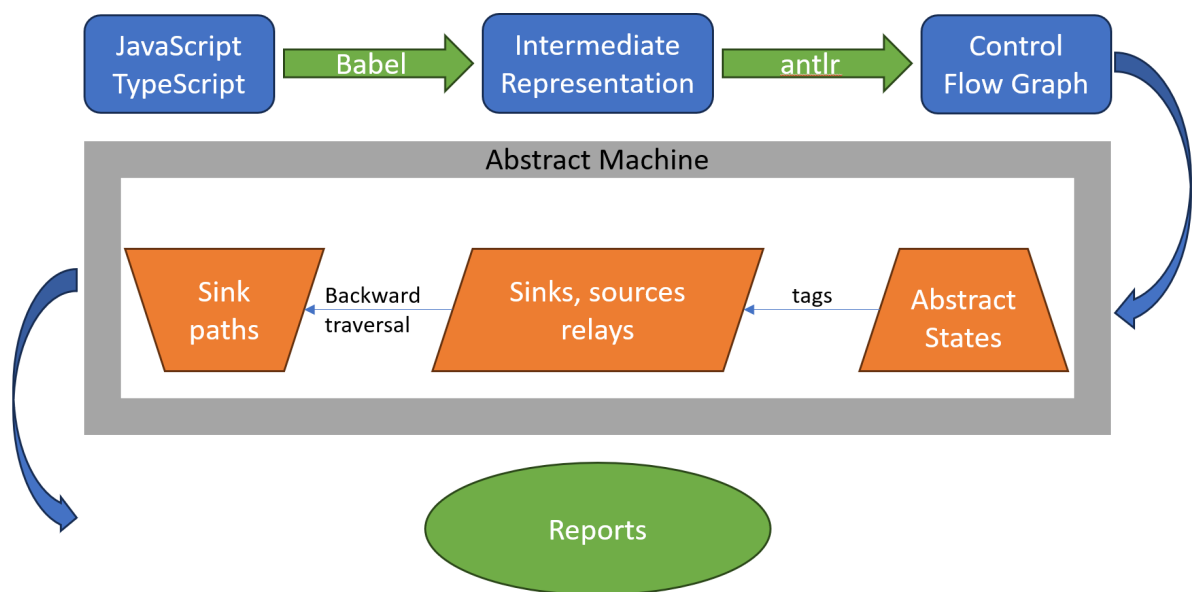 JavaScript
TypeScript
Babel
Intermediate
Representation
antlr
Control
Flow Graph
Abstract Machine
Sink
paths
Backward
traversal
Sinks, sources
relays
tags
Abstract
States
Reports